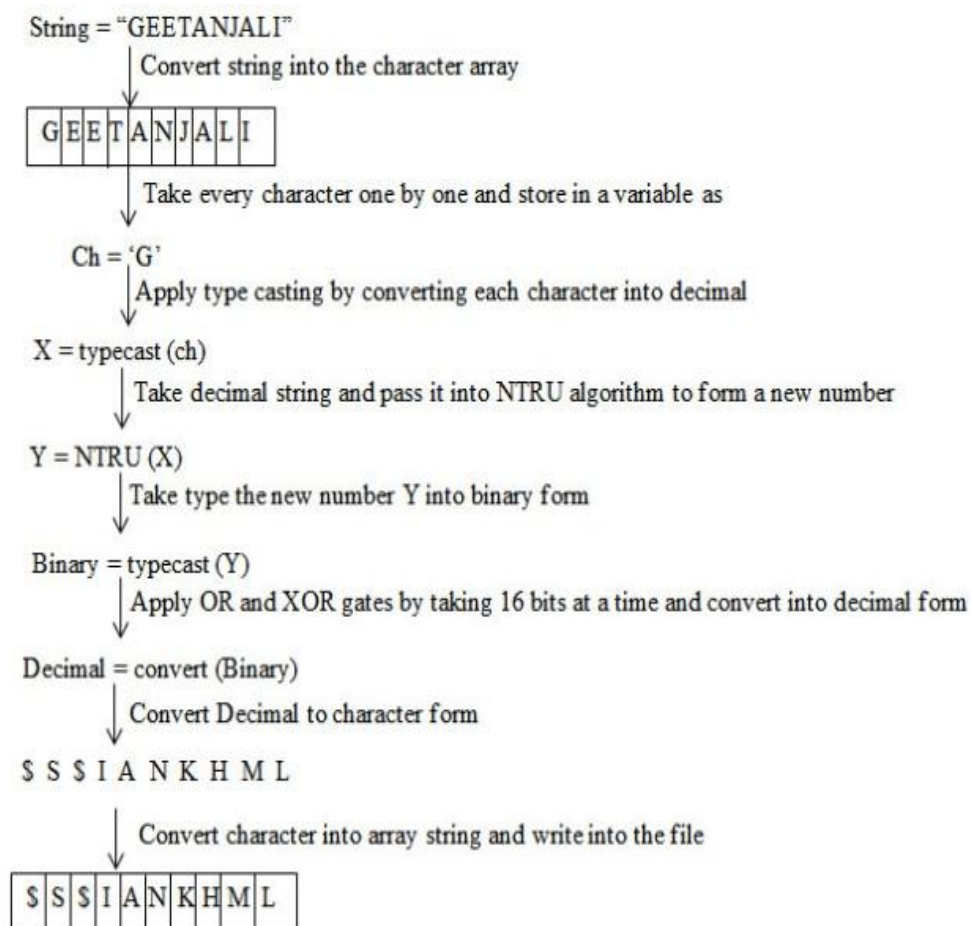 String = “GEETANJALI”
Convert string into the character array
G E E T A N J A L I
Take every character one by one and store in a variable as
Ch = ‘G’
Apply type casting by converting each character into decimal
X = typecast (ch)
Take decimal string and pass it into NTRU algorithm to form a new number
Y = NTRU (X)
Take type the new number Y into binary form
Binary = typecast (Y)
Apply OR and XOR gates by taking 16 bits at a time and convert into decimal form
Decimal = convert (Binary)
Convert Decimal to character form
$ S $ I A N K H M L
Convert character into array string and write into the file
$ S $ I A N K H M L